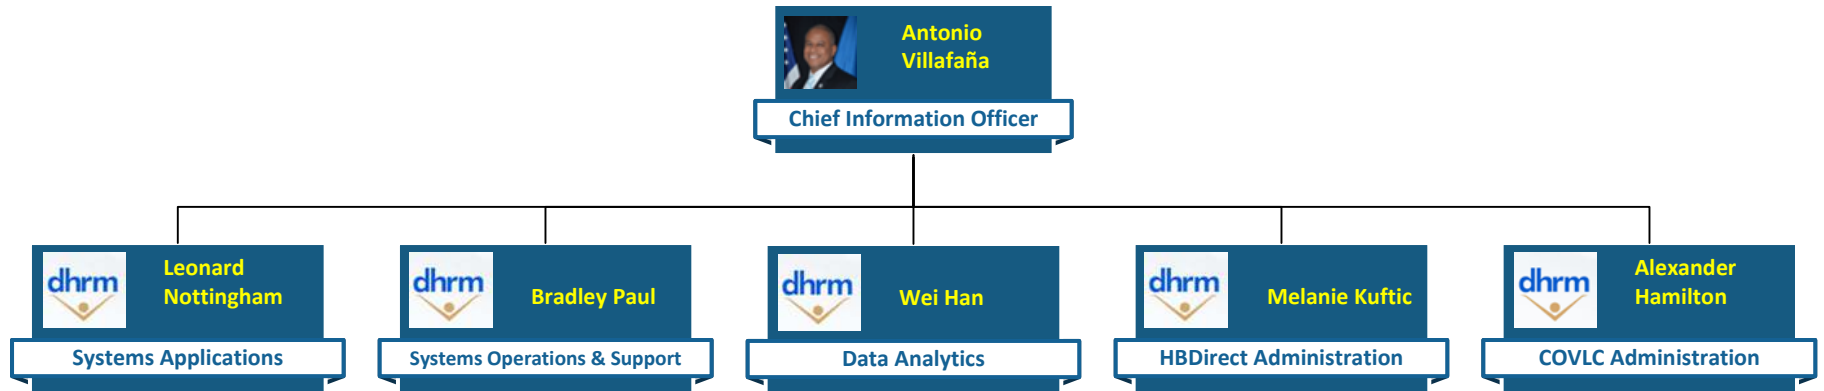 Antonio
Villafaña
Chief Information Officer
dhrm
Leonard
Nottingham
Systems Applications
dhrm
Bradley Paul
Systems Operations & Support
dhrm
Wei Han
Data Analytics
dhrm
Melanie Kuftic
HBDirect Administration
dhrm
Alexander
Hamilton
COVLC Administration